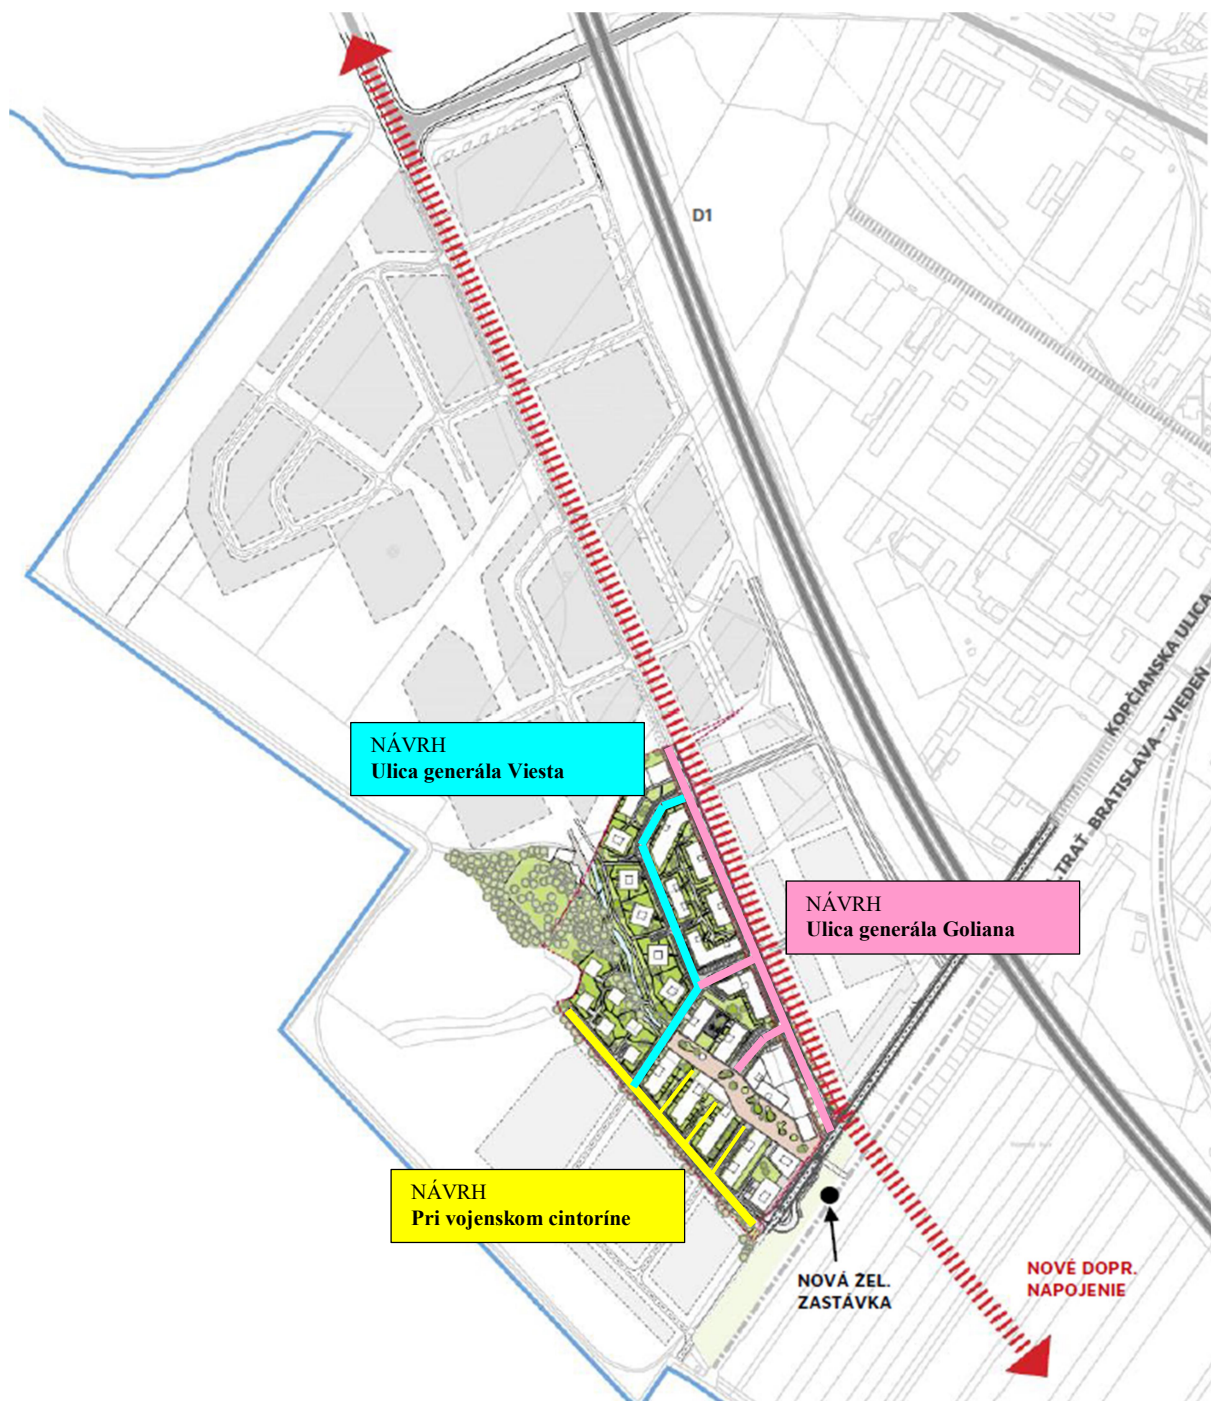 D1
KOPČIANSKA ULICA
Ž.TRAŤ BRATISLAVA - VIEDEŇ
NÁVRH
Ulica generála Viesta
NÁVRH
Ulica generála Goliana
NÁVRH
Pri vojenskom cintoríne
NOVÁ ŽEL.
ZASTÁVKA
NOVÉ DOPR.
NAPOJENIE